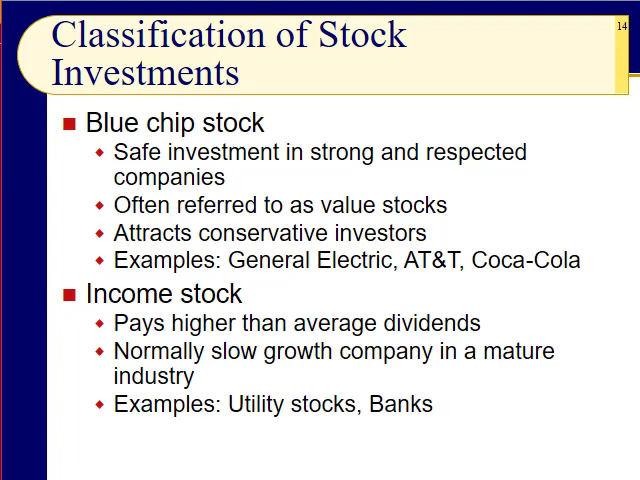 Classification of Stock
Investments
14
Blue chip stock
Safe investment in strong and respected
companies
Often referred to as value stocks
Attracts conservative investors
Examples: General Electric, AT&T, Coca-Cola
Income stock
Pays higher than average dividends
Normally slow growth company in a mature
industry
Examples: Utility stocks, Banks